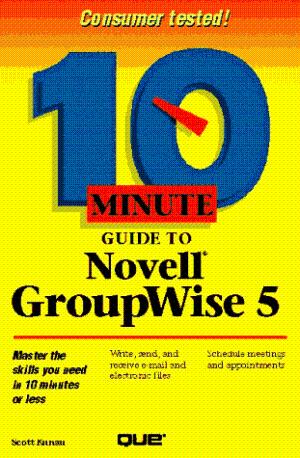 Consumer tested!
10
MINUTE
GUIDE TO
Novell®
GroupWise 5
Master the
skills you need
in 10 minutes
or less
Write, send, and
receive e-mail and
electronic files
Schedule meetings
and appointments
Scott
QUE®